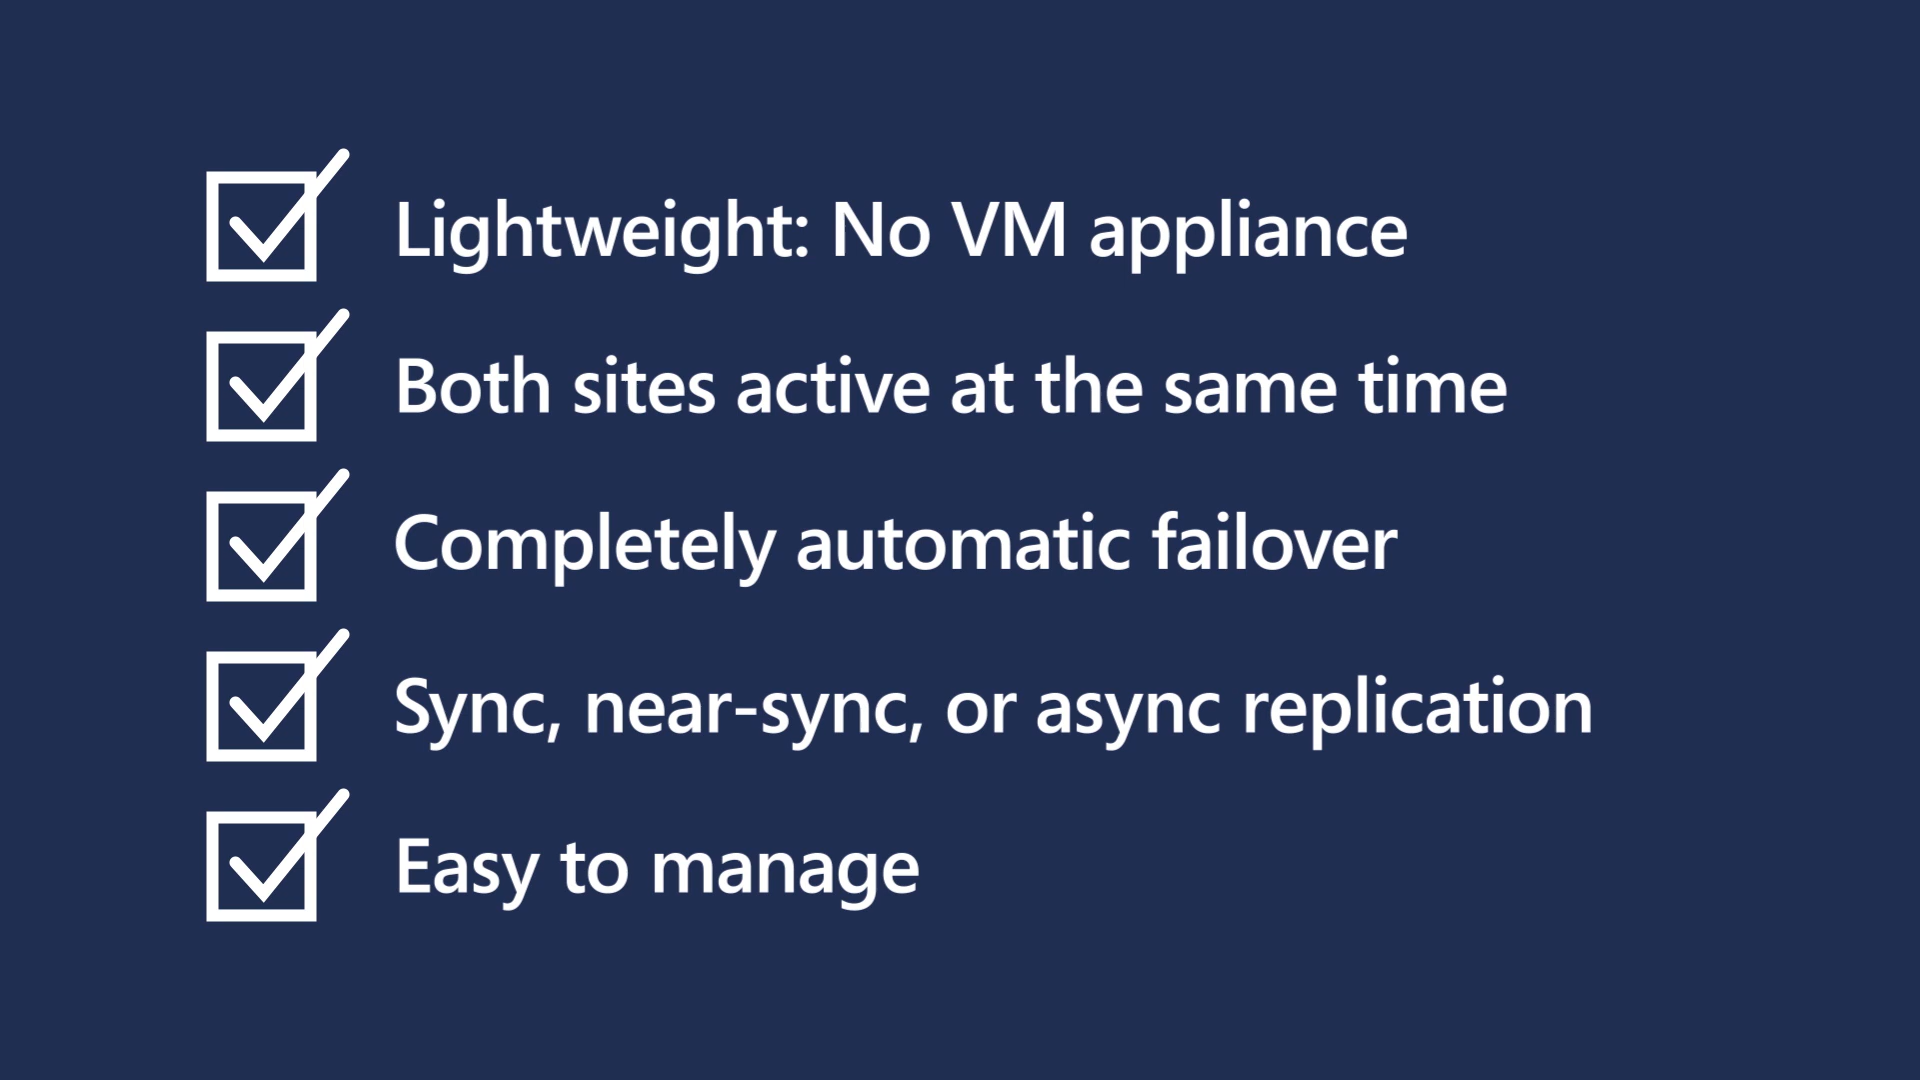 Lightweight: No VM appliance
Both sites active at the same time
Completely automatic failover
Sync, near-sync, or async replication
Easy to manage